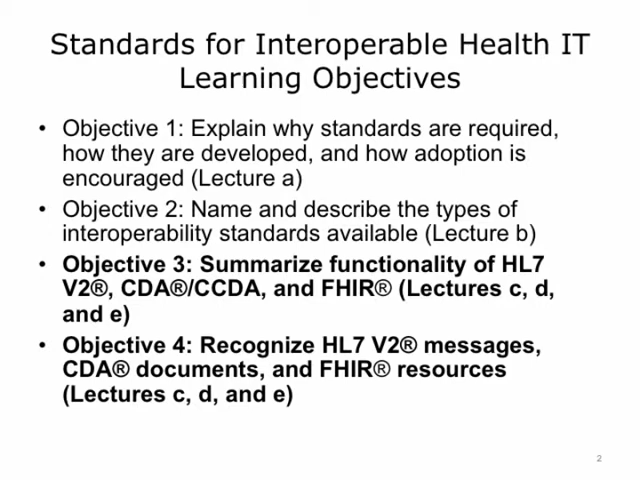 Standards for Interoperable Health IT
Learning Objectives
• Objective 1: Explain why standards are required,
how they are developed, and how adoption is
encouraged (Lecture a)
• Objective 2: Name and describe the types of
interoperability standards available (Lecture b)
• Objective 3: Summarize functionality of HL7
V2®, CDA®/CCDA, and FHIR® (Lectures c, d,
and e)
• Objective 4: Recognize HL7 V2® messages,
CDA® documents, and FHIR® resources
(Lectures c, d, and e)
2